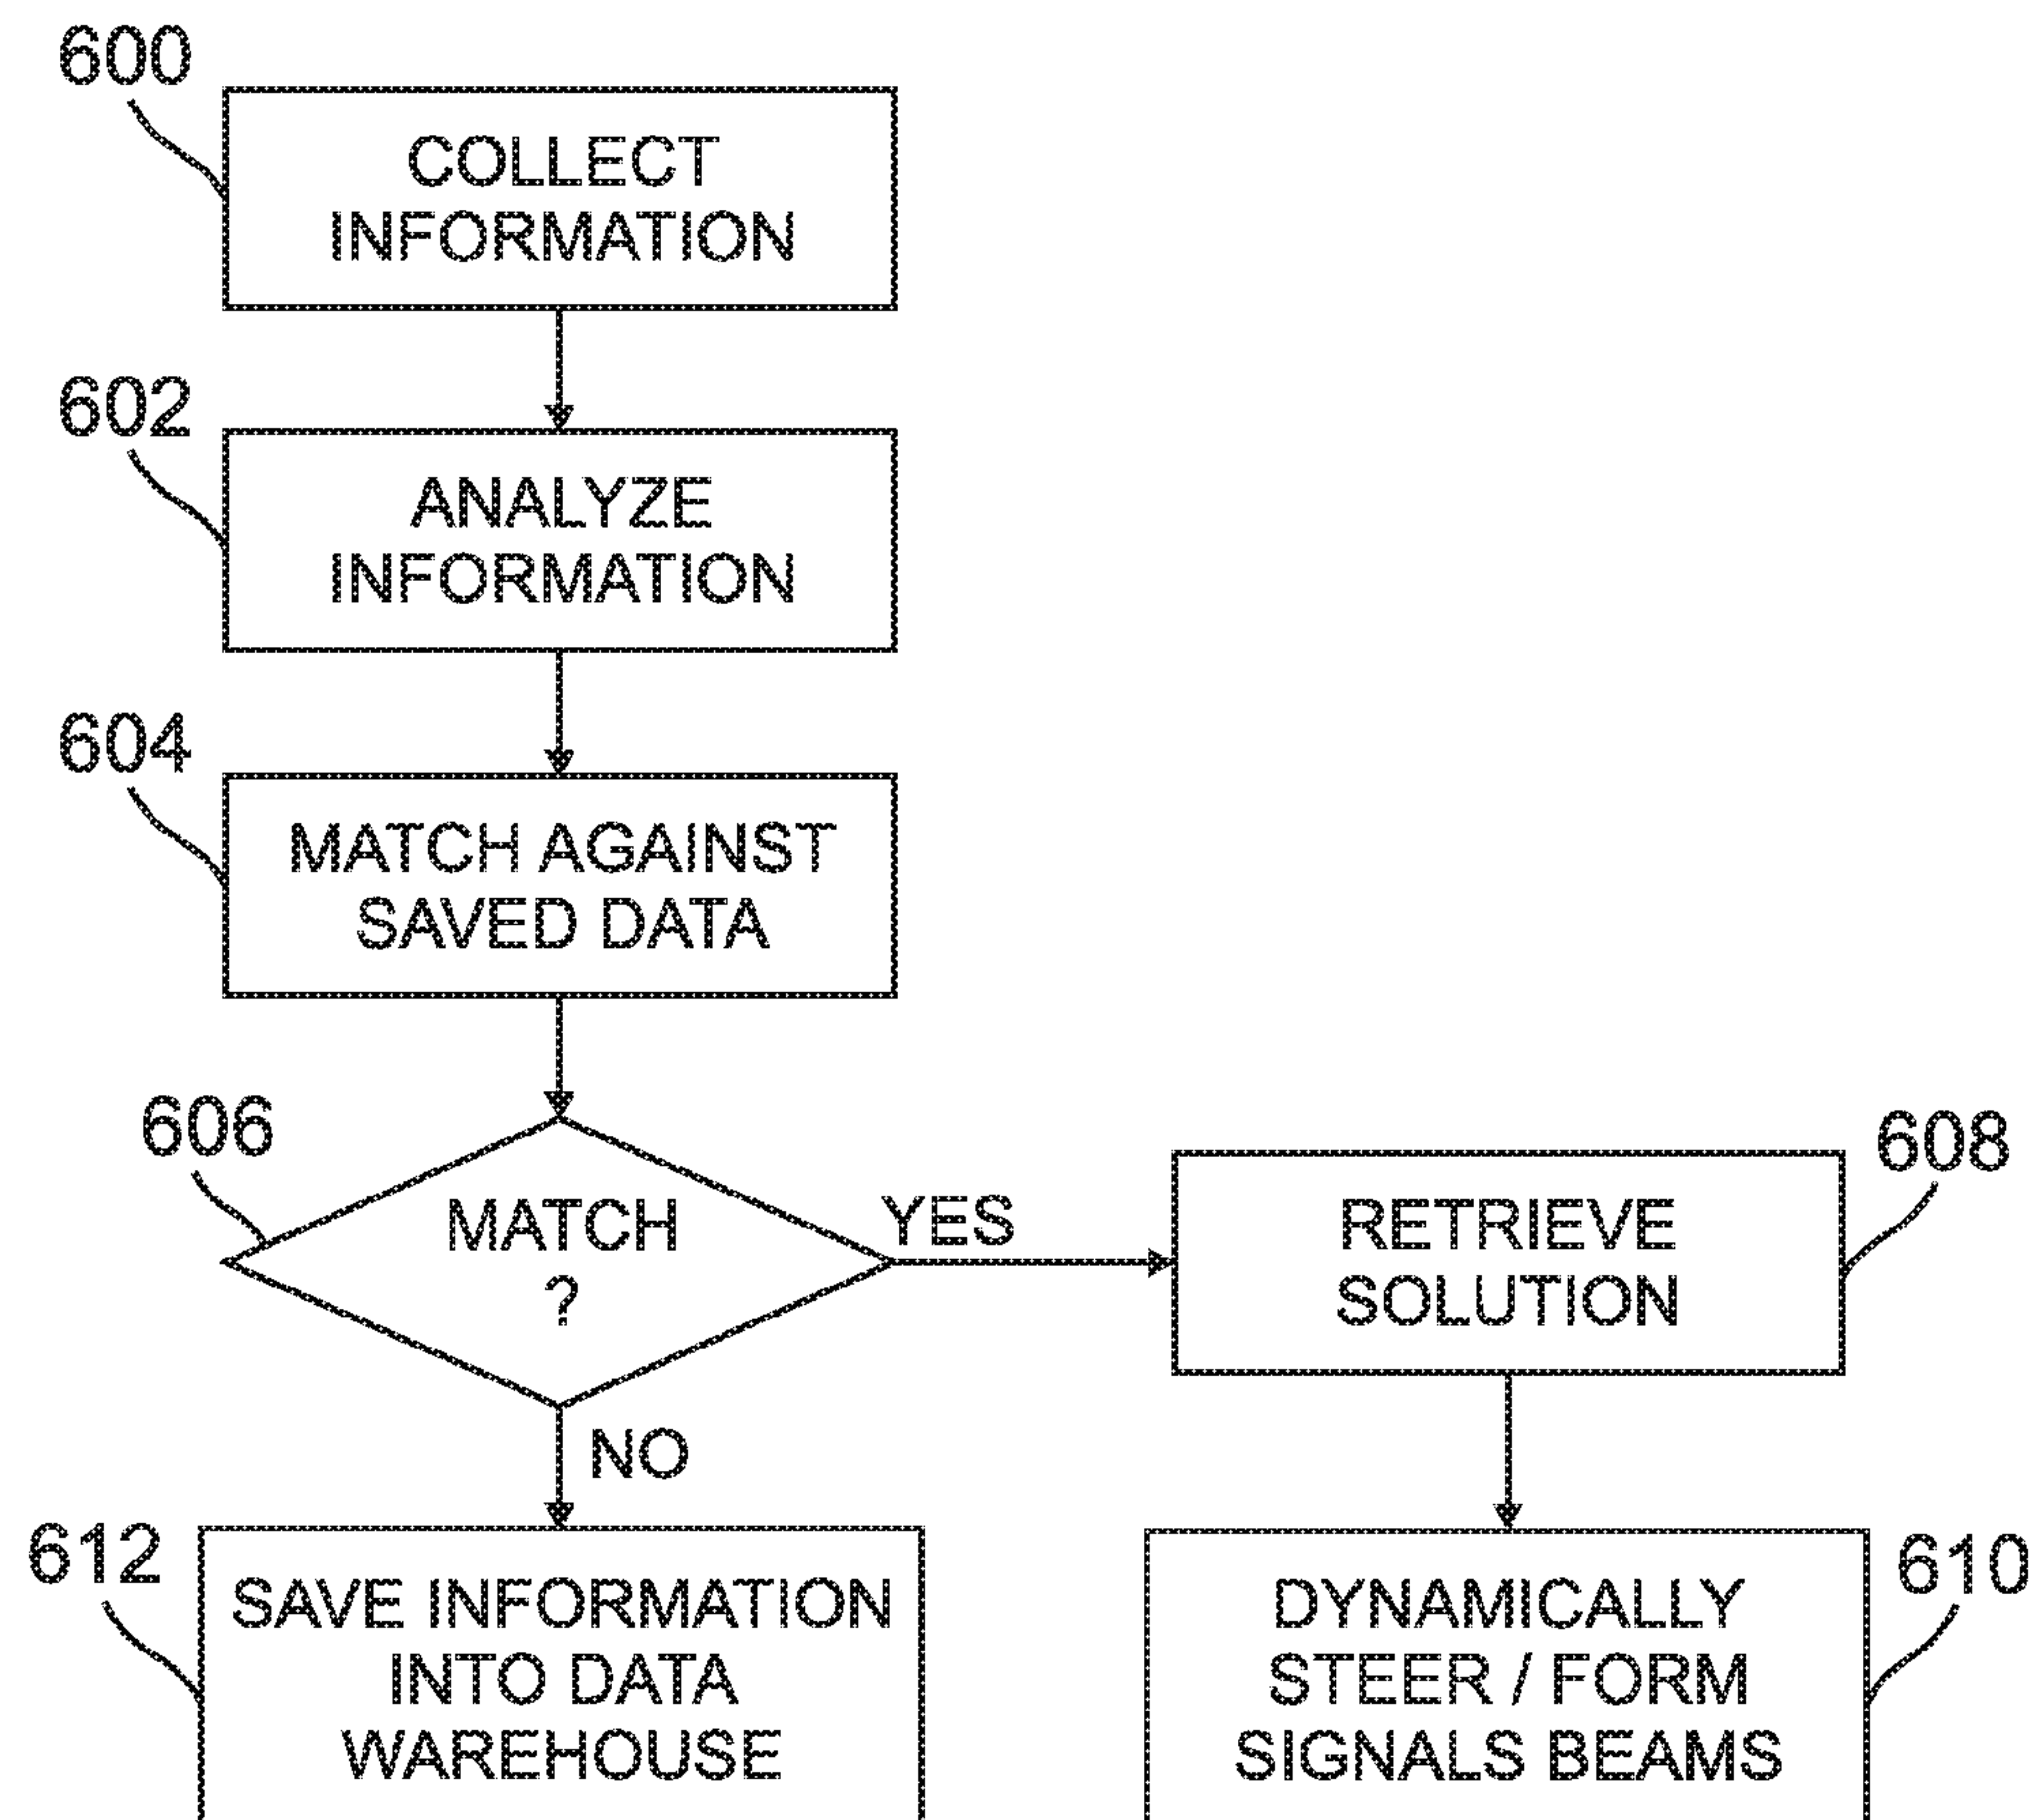 600
COLLECT
INFORMATION
602
ANALYZE
INFORMATION
604
MATCH AGAINST
SAVED DATA
606
MATCH
?
YES
608
RETRIEVE
SOLUTION
NO
612
SAVE INFORMATION
INTO DATA
WAREHOUSE
610
DYNAMICALLY
STEER / FORM
SIGNALS BEAMS